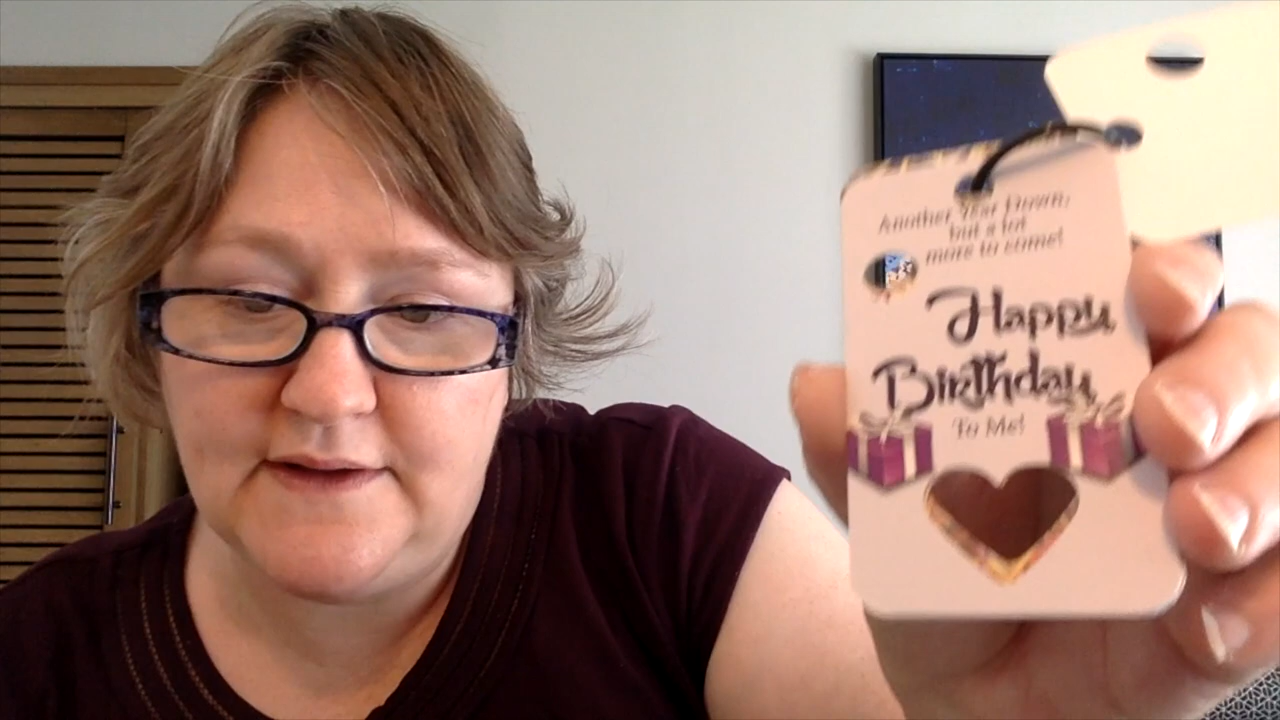 Another Year Down,
but a lot
more to come!
Happy
Birthday
To Me!